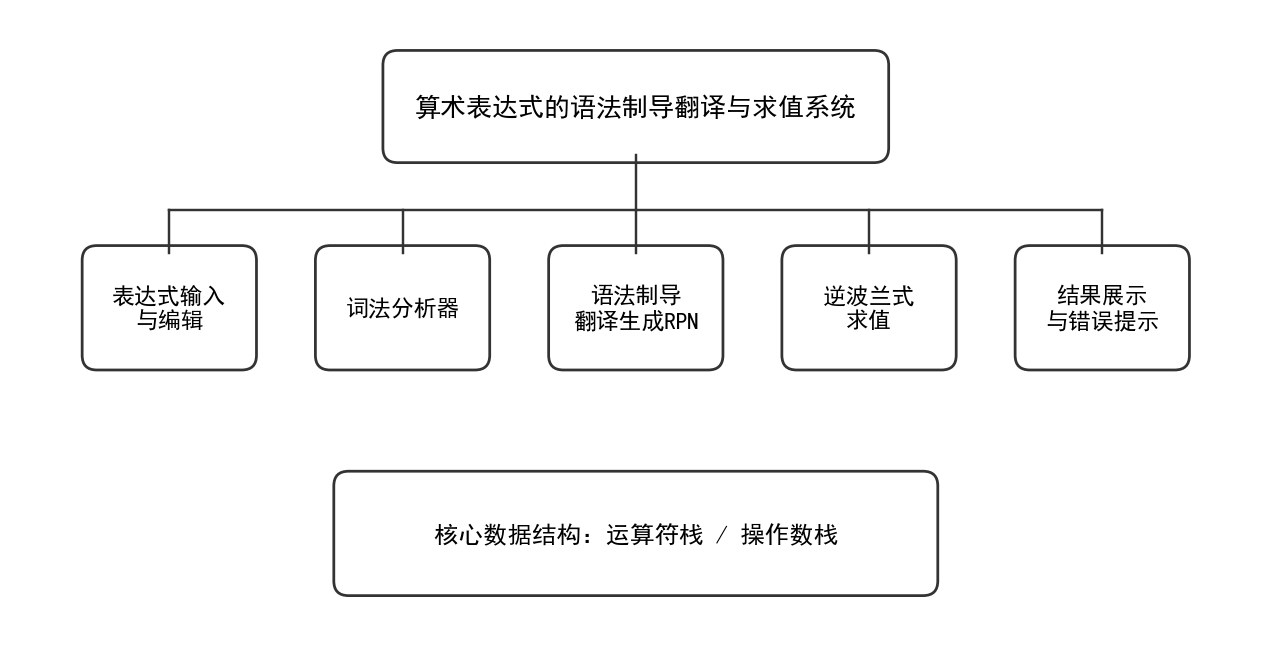 算术表达式的语法制导翻译与求值系统
表达式输入
与编辑
词法分析器
语法制导
翻译生成RPN
逆波兰式
求值
结果展示
与错误提示
核心数据结构：运算符栈 / 操作数栈